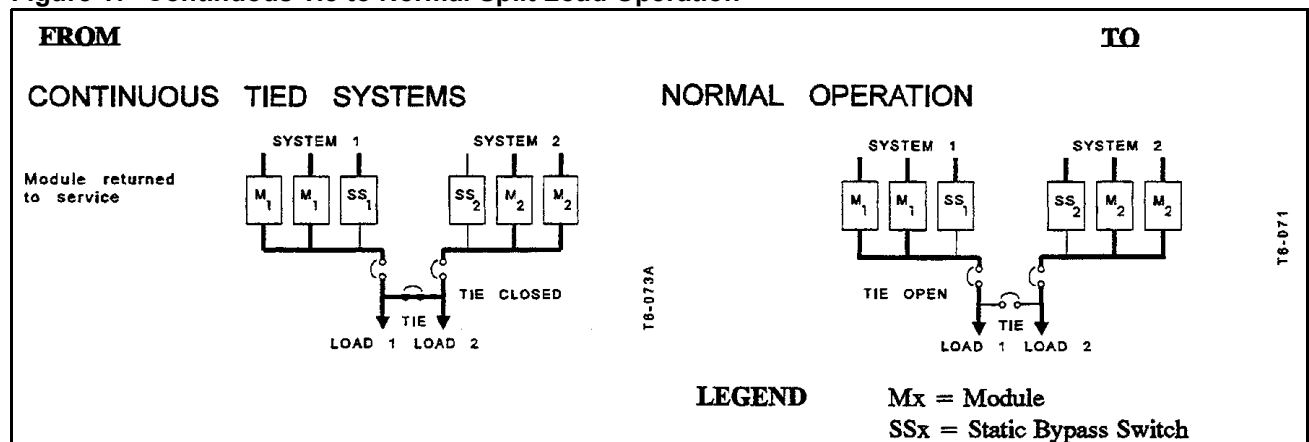 FROM
TO
CONTINUOUS TIED SYSTEMS
NORMAL OPERATION
Module returned
to service
SYSTEM 1
SYSTEM 2
M1
M1
SS1
SS2
M2
M2
TIE CLOSED
TIE
LOAD 1 LOAD 2
T6-073A
SYSTEM 1
SYSTEM 2
M1
M1
SS1
SS2
M2
M2
TIE OPEN
TIE
LOAD 1 LOAD 2
T6-071
LEGEND
Mx = Module
SSx = Static Bypass Switch